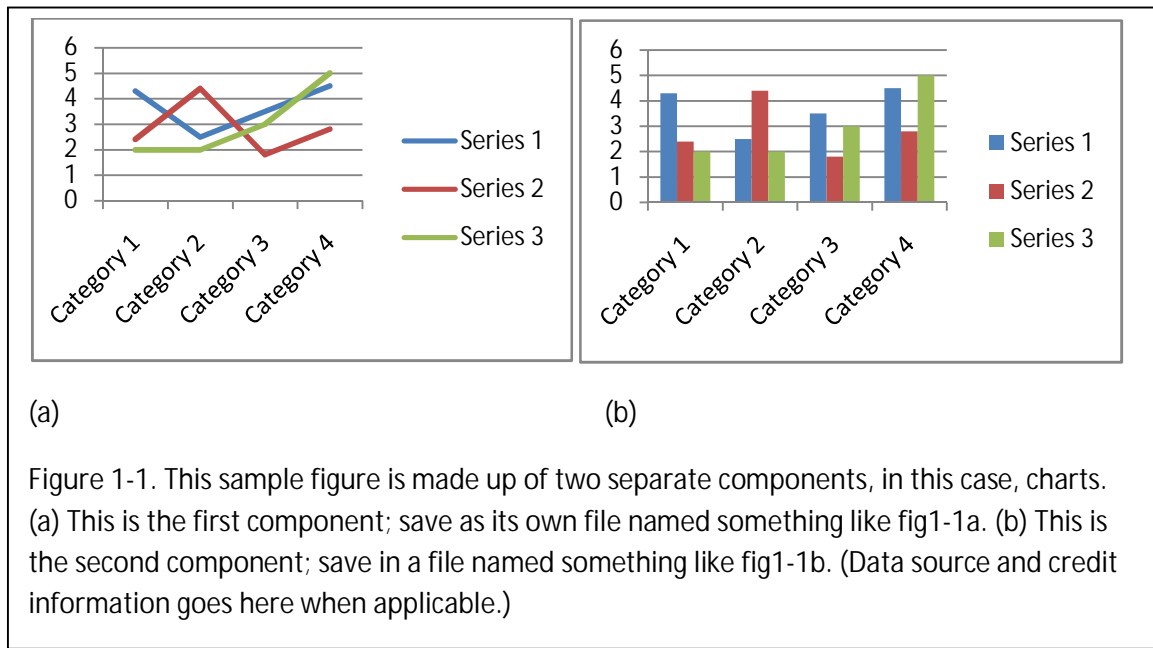 6
5
4
3
2
1
0
Category 1
Category 2
Category 3
Category 4
Series 1
Series 2
Series 3
6
5
4
3
2
1
0
Category 1
Category 2
Category 3
Category 4
Series 1
Series 2
Series 3
(a)
(b)
Figure 1-1. This sample figure is made up of two separate components, in this case, charts.
(a) This is the first component; save as its own file named something like fig1-1a. (b) This is
the second component; save in a file named something like fig1-1b. (Data source and credit
information goes here when applicable.)